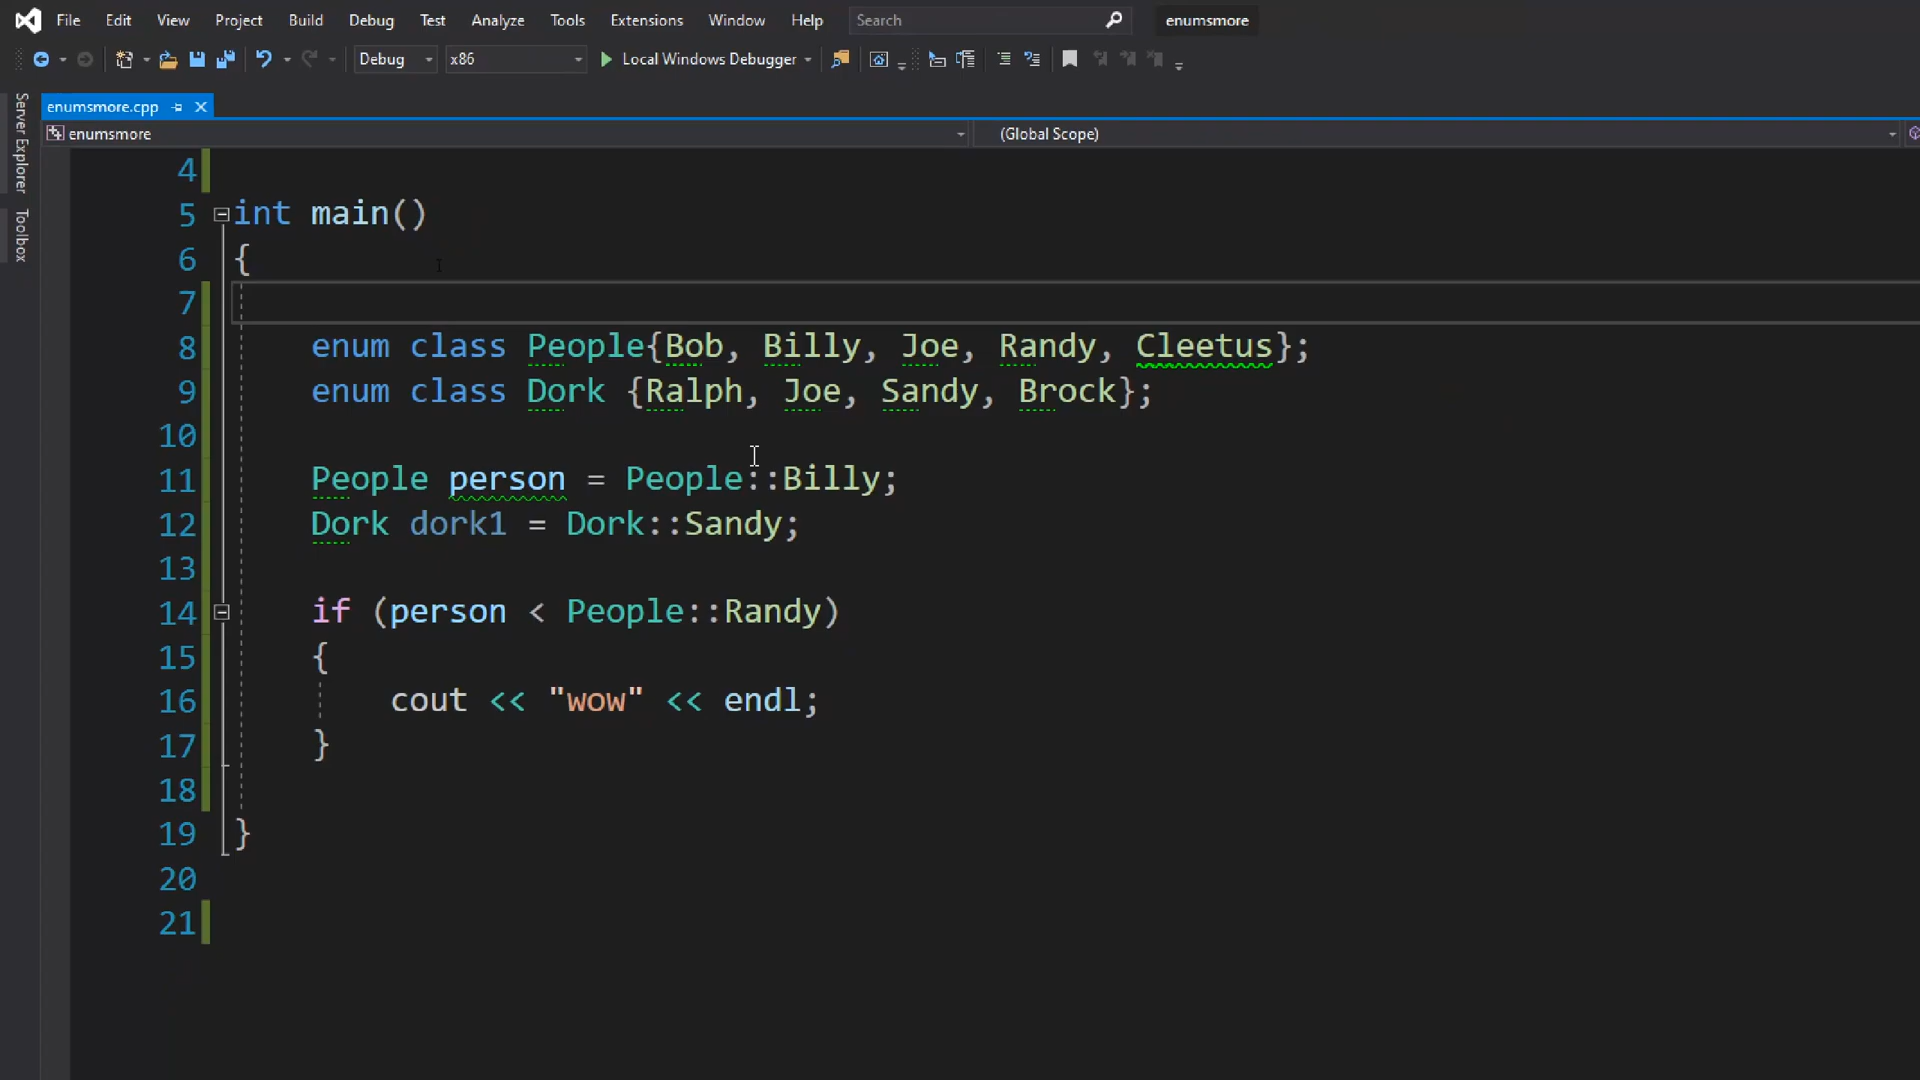 File Edit View Project Build Debug Test Analyze Tools Extensions Window Help Search enumsmore
Debug x86 Local Windows Debugger
Server Explorer
Toolbox
enumsmore.cpp
enumsmore (Global Scope)
4
5 int main()
6 {
7
8 enum class People{Bob, Billy, Joe, Randy, Cleetus};
9 enum class Dork {Ralph, Joe, Sandy, Brock};
10
11 People person = People::Billy;
12 Dork dork1 = Dork::Sandy;
13
14 if (person < People::Randy)
15 {
16 cout << "wow" << endl;
17 }
18
19 }
20
21